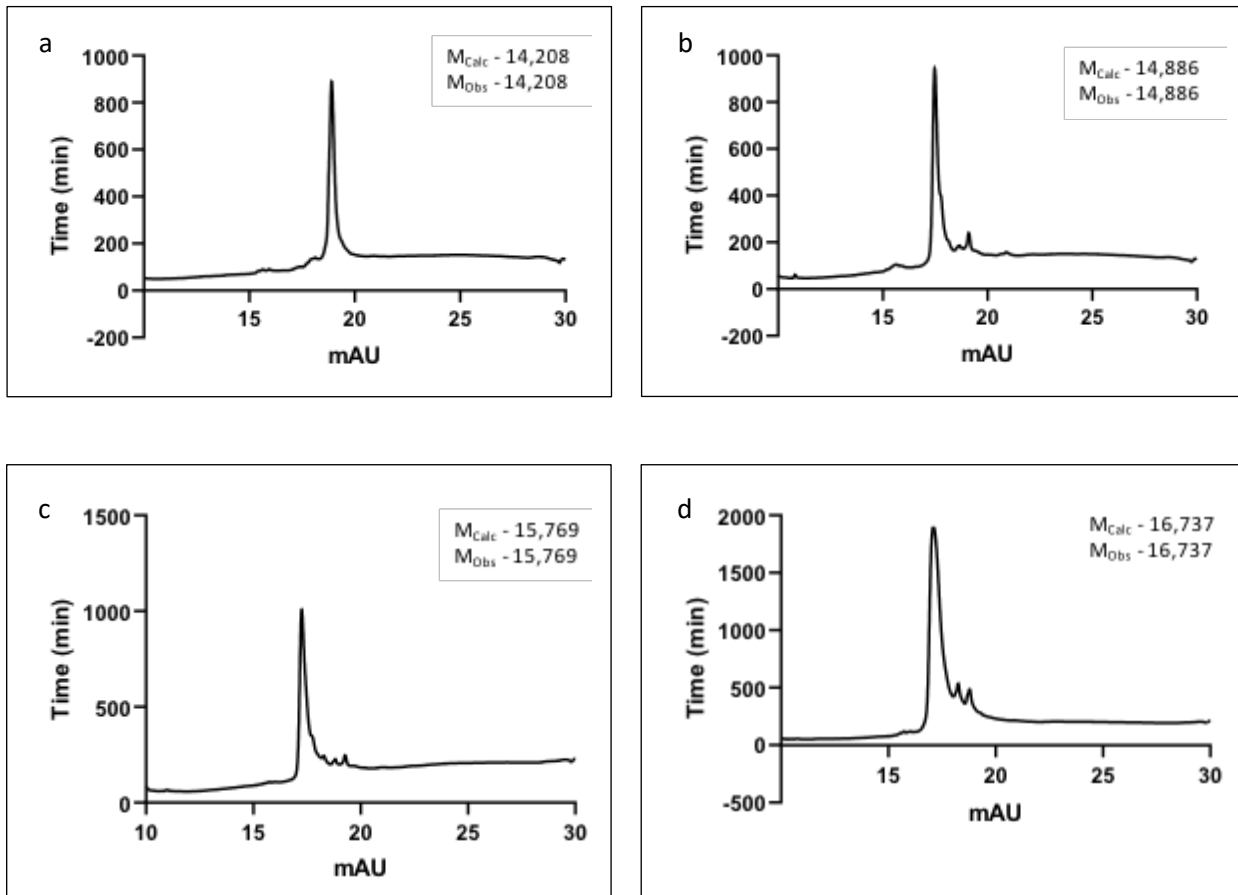 a
M_Calc - 14,208
M_Obs - 14,208
1000
800
600
400
200
0
-200
Time (min)
15 20 25 30
mAU
b
M_Calc - 14,886
M_Obs - 14,886
1000
800
600
400
200
0
-200
Time (min)
15 20 25 30
mAU
c
M_Calc - 15,769
M_Obs - 15,769
1500
1000
500
0
Time (min)
10 15 20 25 30
mAU
d
M_Calc - 16,737
M_Obs - 16,737
2000
1500
1000
500
0
-500
Time (min)
15 20 25 30
mAU